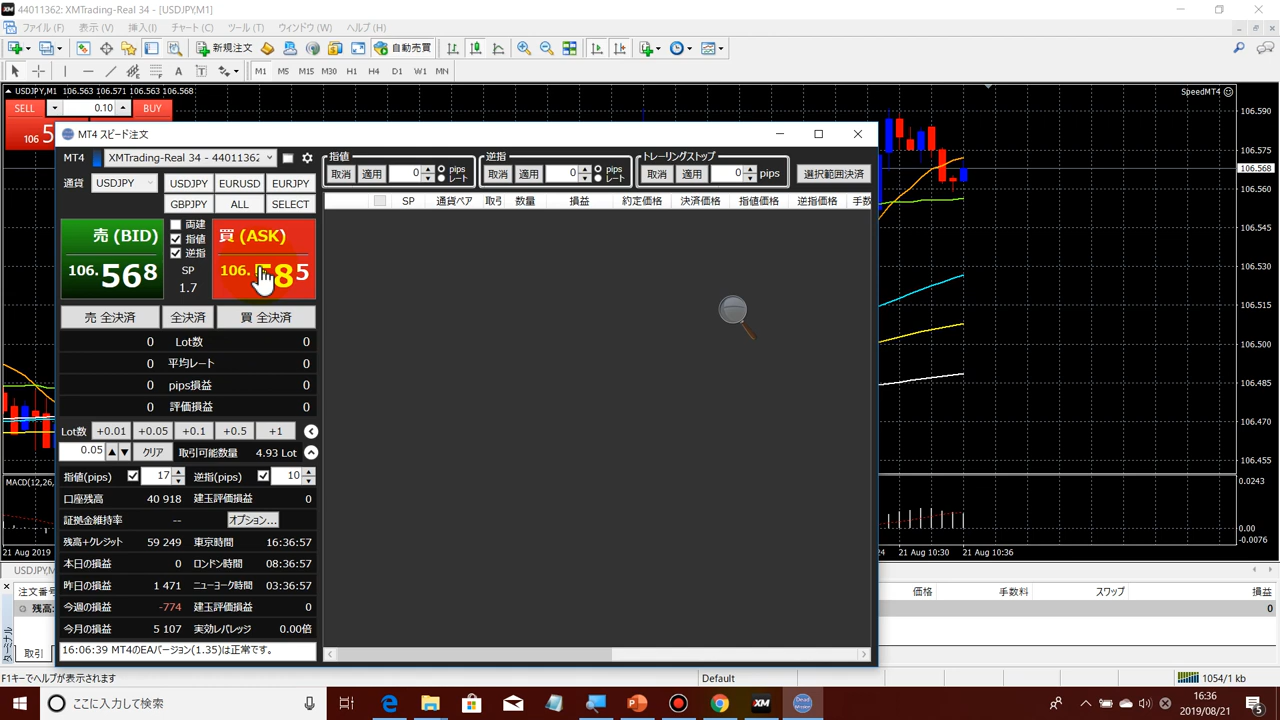 44011362: XMTrading-Real 34 - [USDJPY,M1]
ファイル (F) 表示 (V) 挿入(I) チャート (C) ツール (T) ウィンドウ (W) ヘルプ (H)
新規注文 自動売買
A T M1 M5 M15 M30 H1 H4 D1 W1 MN
USDJPY,M1 106.563 106.571 106.563 106.568
SpeedMT4
SELL 0.10 BUY
106 5
MT4 スピード注文
MT4 XMTrading-Real 34 - 44011362
通貨 USDJPY USDJPY EURUSD EURJPY
GBPJPY ALL SELECT
指値 取消 適用 0 pips レート
逆指 取消 適用 0 pips レート
トレーリングストップ 取消 適用 0 pips
選択範囲決済
SP 通貨ペア 取引 数量 損益 約定価格 決済価格 指値価格 逆指価格 手数
売 (BID)
106.568
両建
指値
逆指
SP
1.7
買 (ASK)
106. 85
売 全決済 全決済 買 全決済
0 Lot数 0
0 平均レート 0
0 pips損益 0
0 評価損益 0
Lot数 +0.01 +0.05 +0.1 +0.5 +1
0.05 クリア 取引可能数量 4.93 Lot
指値(pips) 17 逆指(pips) 10
口座残高 40 918 建玉評価損益 0
証拠金維持率 -- オプション...
残高+クレジット 59 249 東京時間 16:36:57
本日の損益 0 ロンドン時間 08:36:57
昨日の損益 1 471 ニューヨーク時間 03:36:57
今週の損益 -774 建玉評価損益 0
今月の損益 5 107 実効レバレッジ 0.00倍
16:06:39 MT4のEAバージョン(1.35)は正常です。
106.590
106.575
106.568
106.560
106.545
106.530
106.515
106.500
106.485
106.470
106.455
MACD(12,26,
0.0243
0.00
-0.0076
21 Aug 2019
24 21 Aug 10:30 21 Aug 10:36
USDJPY,M
注文番号 価格 手数料 スワップ 損益
残高: 0
ターミナル
取引
F1キーでヘルプが表示されます Default 1054/1 kb
ここに入力して検索
XM
16:36
2019/08/21
5